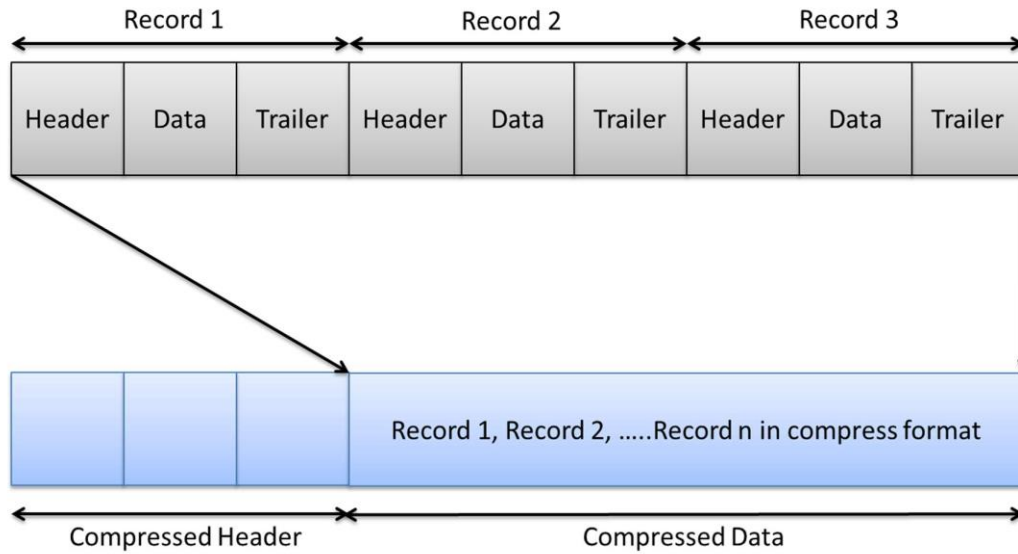 Record 1
Record 2
Record 3
Header
Data
Trailer
Header
Data
Trailer
Header
Data
Trailer
Record 1, Record 2, .....Record n in compress format
Compressed Header
Compressed Data